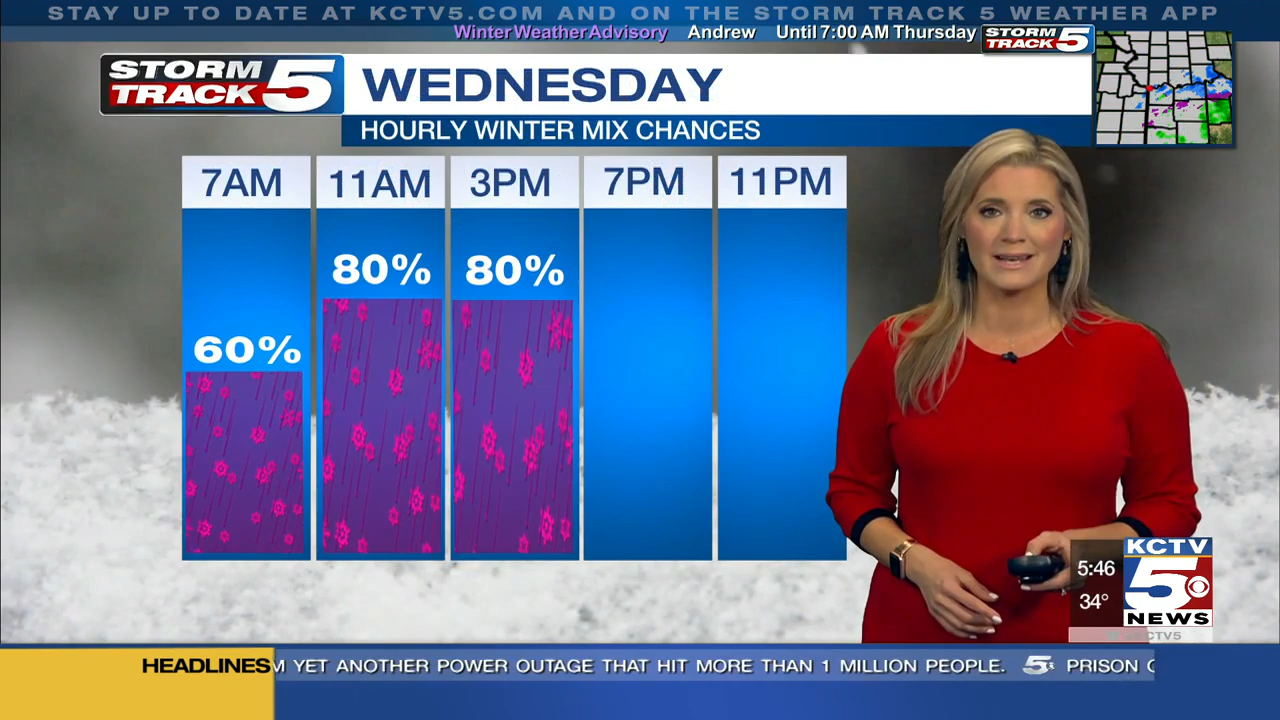 STAY UP TO DATE AT KCTV5.COM AND ON THE STORM TRACK 5 WEATHER APP
Winter Weather Advisory Andrew Until 7:00 AM Thursday
STORM TRACK 5
STORM TRACK 5
WEDNESDAY
HOURLY WINTER MIX CHANCES
7AM 11AM 3PM 7PM 11PM
60% 80% 80%
5:46
34°
KCTV
5
NEWS
KCTV5
HEADLINES M YET ANOTHER POWER OUTAGE THAT HIT MORE THAN 1 MILLION PEOPLE. 5 PRISON